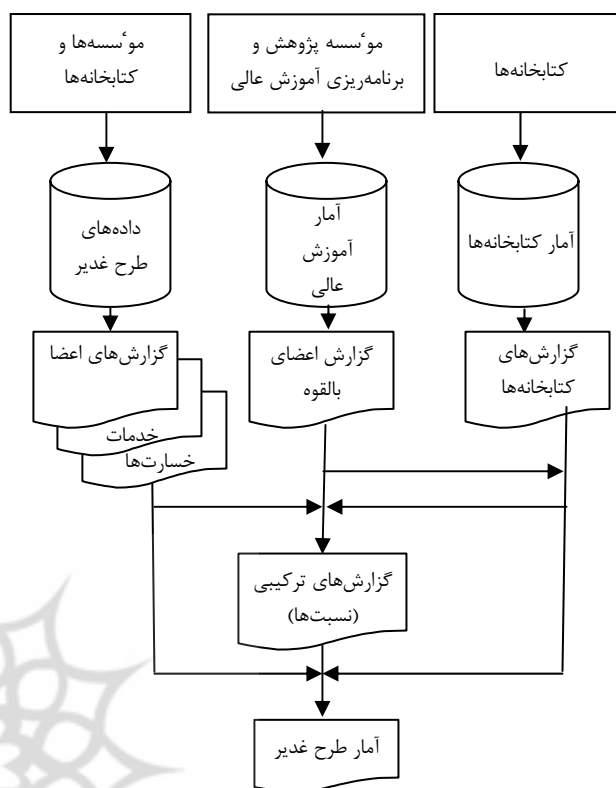 کتابخانه‌ها
مؤسسه پژوهش و
برنامه‌ریزی آموزش عالی
مؤسسه‌ها و
کتابخانه‌ها
آمار کتابخانه‌ها
آمار
آموزش
عالی
داده‌های
طرح غدیر
گزارش‌های
کتابخانه‌ها
گزارش اعضای
بالقوه
گزارش‌های اعضا
خدمات
خسارت‌ها
گزارش‌های ترکیبی
(نسبت‌ها)
آمار طرح غدیر